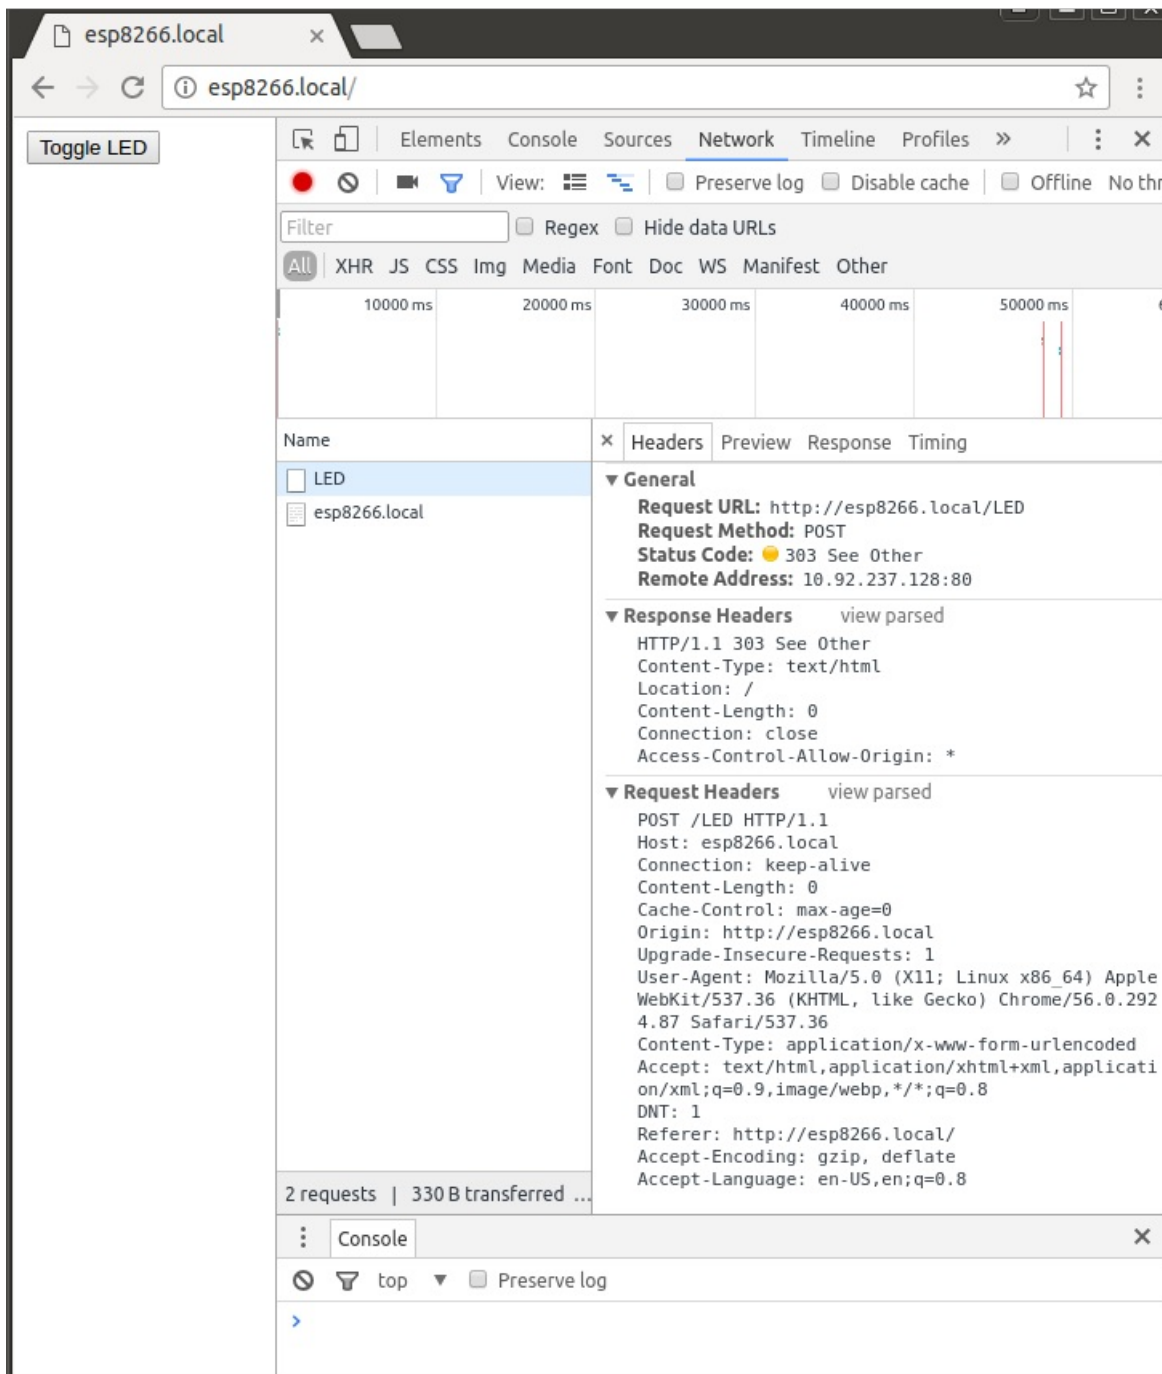 esp8266.local
esp8266.local/
Toggle LED
Elements Console Sources Network Timeline Profiles »
View: Preserve log Disable cache Offline No thr
Filter Regex Hide data URLs
All XHR JS CSS Img Media Font Doc WS Manifest Other
10000 ms 20000 ms 30000 ms 40000 ms 50000 ms
Name
LED
esp8266.local
2 requests | 330 B transferred ...
× Headers Preview Response Timing
▼ General
Request URL: http://esp8266.local/LED
Request Method: POST
Status Code: 303 See Other
Remote Address: 10.92.237.128:80
▼ Response Headers view parsed
HTTP/1.1 303 See Other
Content-Type: text/html
Location: /
Content-Length: 0
Connection: close
Access-Control-Allow-Origin: *
▼ Request Headers view parsed
POST /LED HTTP/1.1
Host: esp8266.local
Connection: keep-alive
Content-Length: 0
Cache-Control: max-age=0
Origin: http://esp8266.local
Upgrade-Insecure-Requests: 1
User-Agent: Mozilla/5.0 (X11; Linux x86_64) Apple
WebKit/537.36 (KHTML, like Gecko) Chrome/56.0.292
4.87 Safari/537.36
Content-Type: application/x-www-form-urlencoded
Accept: text/html,application/xhtml+xml,applicati
on/xml;q=0.9,image/webp,*/*;q=0.8
DNT: 1
Referer: http://esp8266.local/
Accept-Encoding: gzip, deflate
Accept-Language: en-US,en;q=0.8
Console
top ▼ Preserve log
>